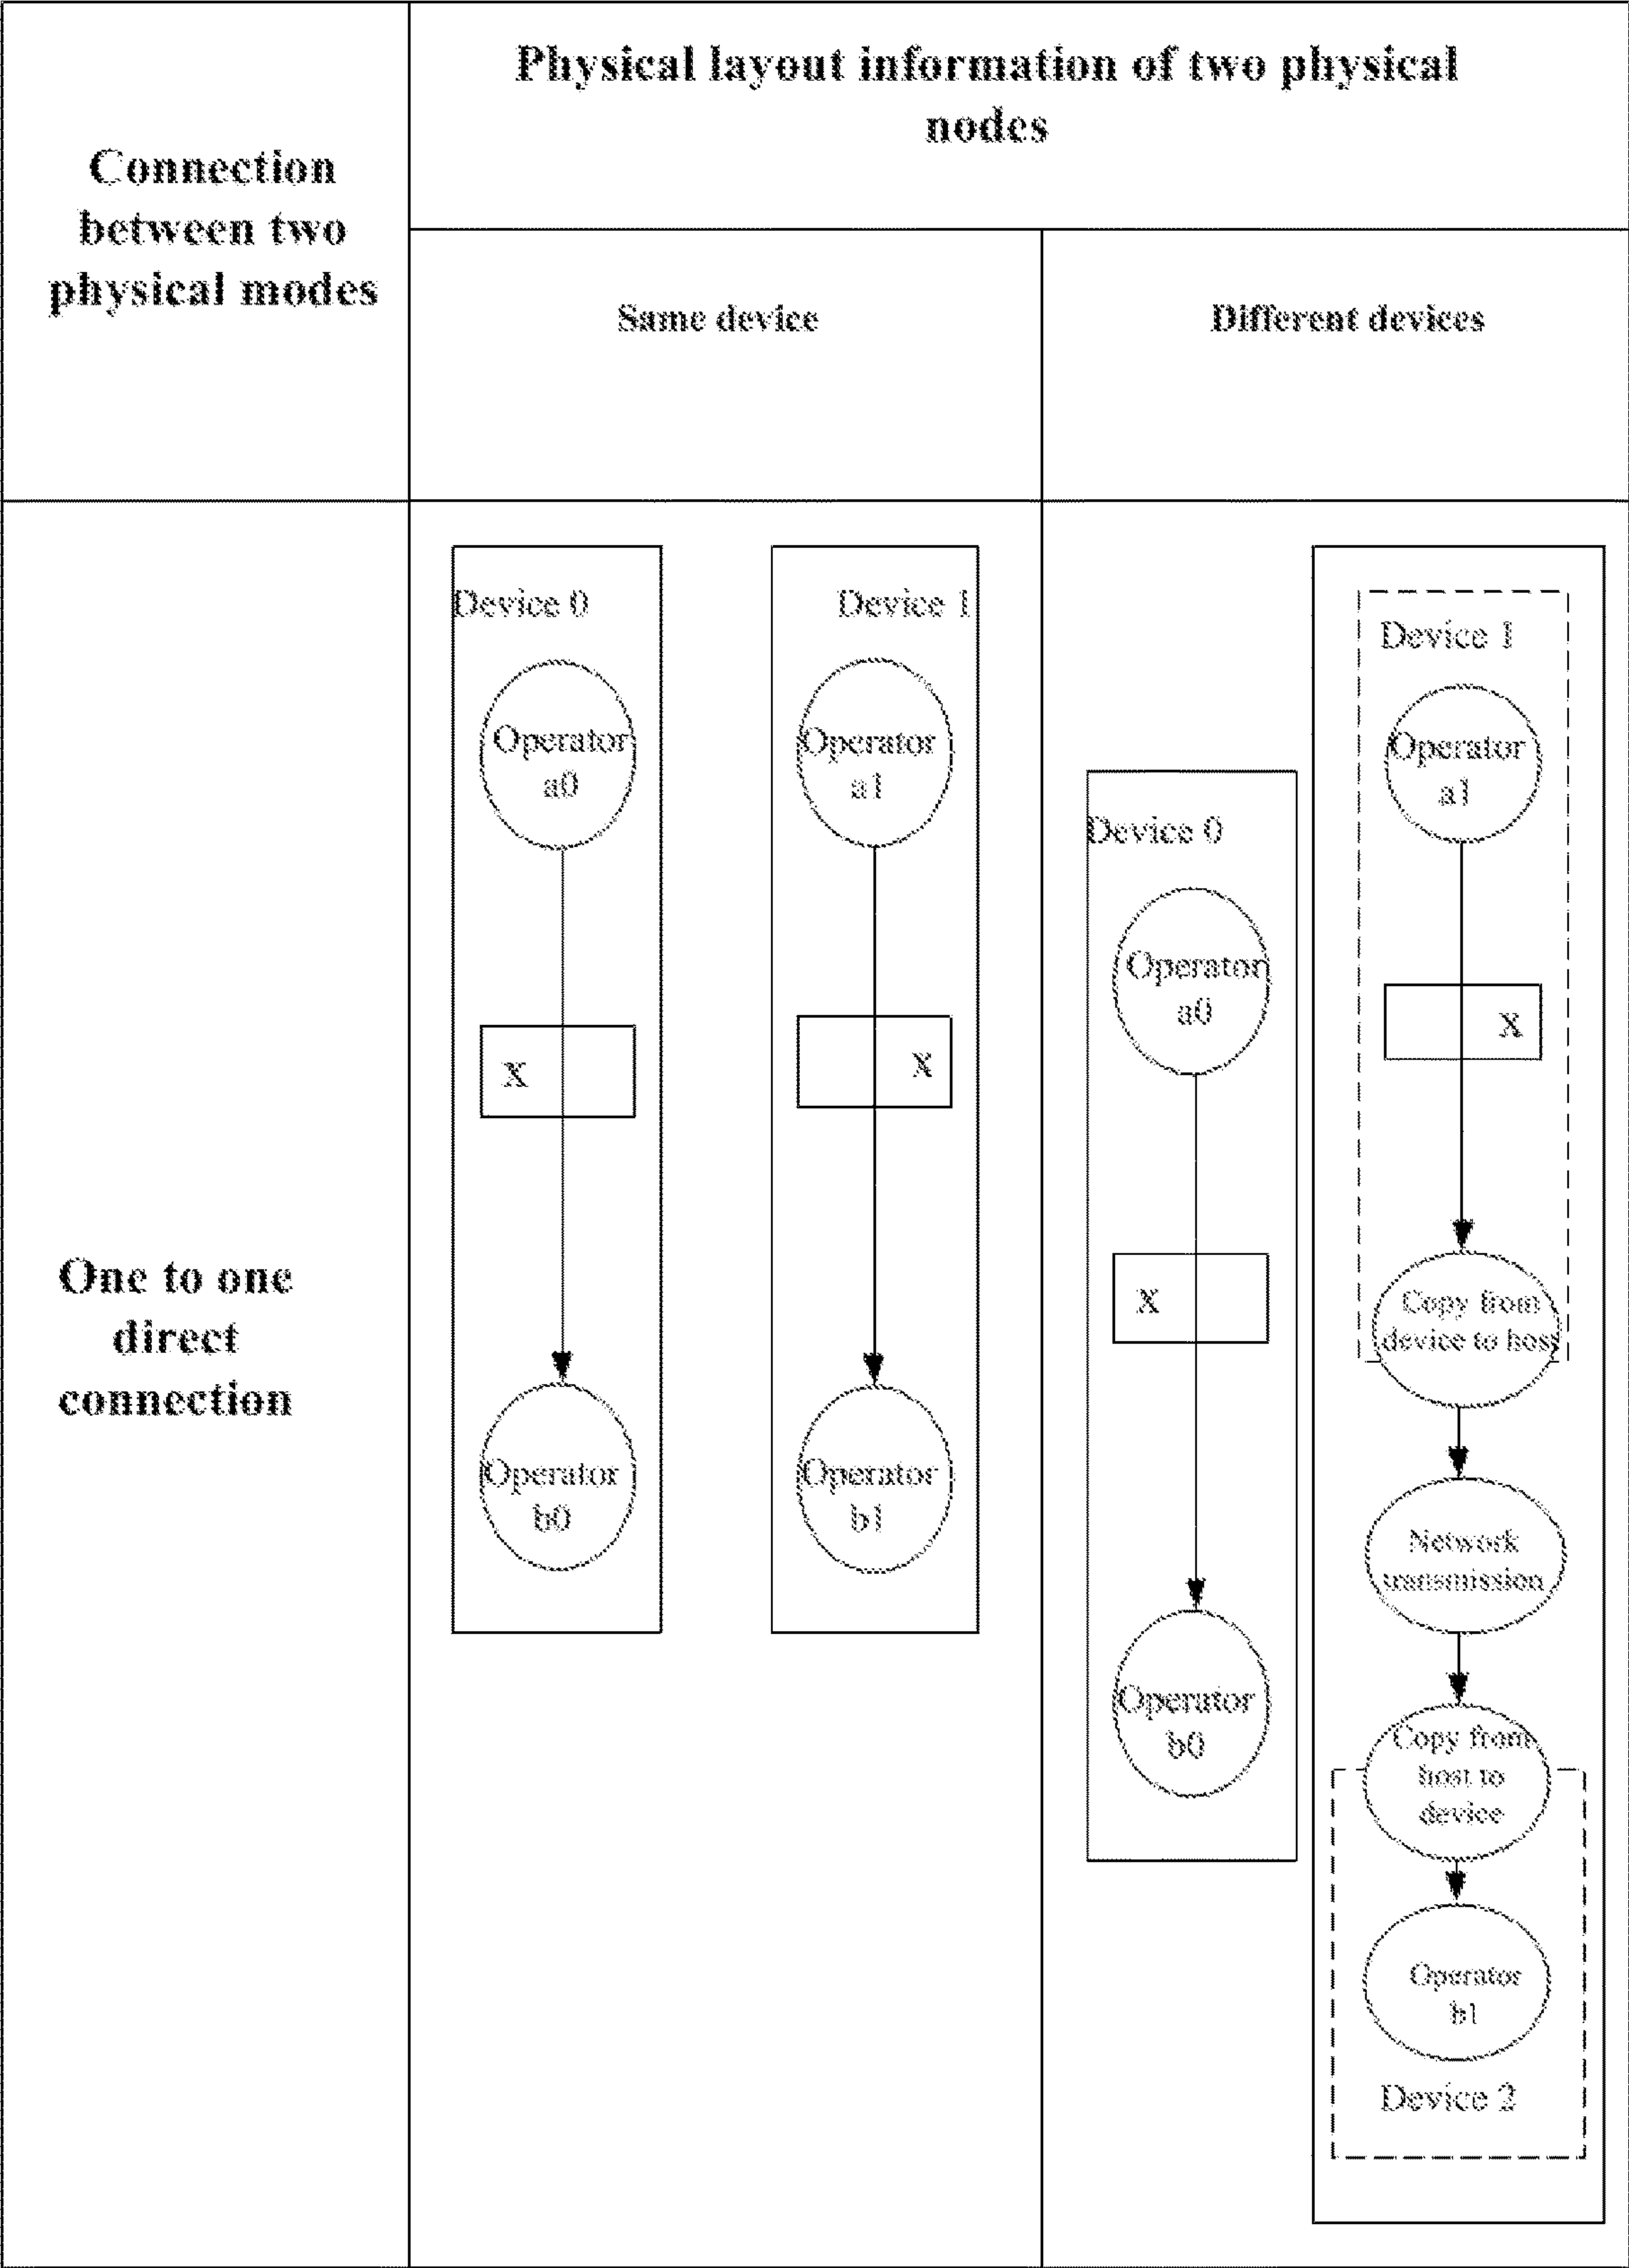 Physical layout information of two physical
nodes
Connection
between two
physical modes
Same device
Different devices
One to one
direct
connection
Device 0
Operator
a0
X
Operator
b0
Device 1
Operator
a1
X
Operator
b1
Device 0
Operator
a0
X
Operator
b0
Device 1
Operator
a1
X
Copy from
device to host
Network
transmission
Copy from
host to
device
Operator
b1
Device 2